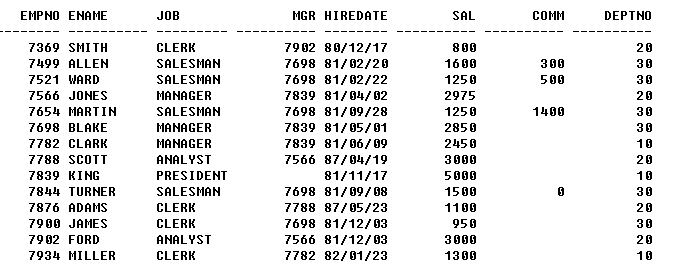 EMPNO ENAME JOB MGR HIREDATE SAL COMM DEPTNO
---------- ---------- --------- ---------- -------- ---------- ---------- ----------
7369 SMITH CLERK 7902 80/12/17 800 20
7499 ALLEN SALESMAN 7698 81/02/20 1600 300 30
7521 WARD SALESMAN 7698 81/02/22 1250 500 30
7566 JONES MANAGER 7839 81/04/02 2975 20
7654 MARTIN SALESMAN 7698 81/09/28 1250 1400 30
7698 BLAKE MANAGER 7839 81/05/01 2850 30
7782 CLARK MANAGER 7839 81/06/09 2450 10
7788 SCOTT ANALYST 7566 87/04/19 3000 20
7839 KING PRESIDENT 81/11/17 5000 10
7844 TURNER SALESMAN 7698 81/09/08 1500 0 30
7876 ADAMS CLERK 7788 87/05/23 1100 20
7900 JAMES CLERK 7698 81/12/03 950 30
7902 FORD ANALYST 7566 81/12/03 3000 20
7934 MILLER CLERK 7782 82/01/23 1300 10